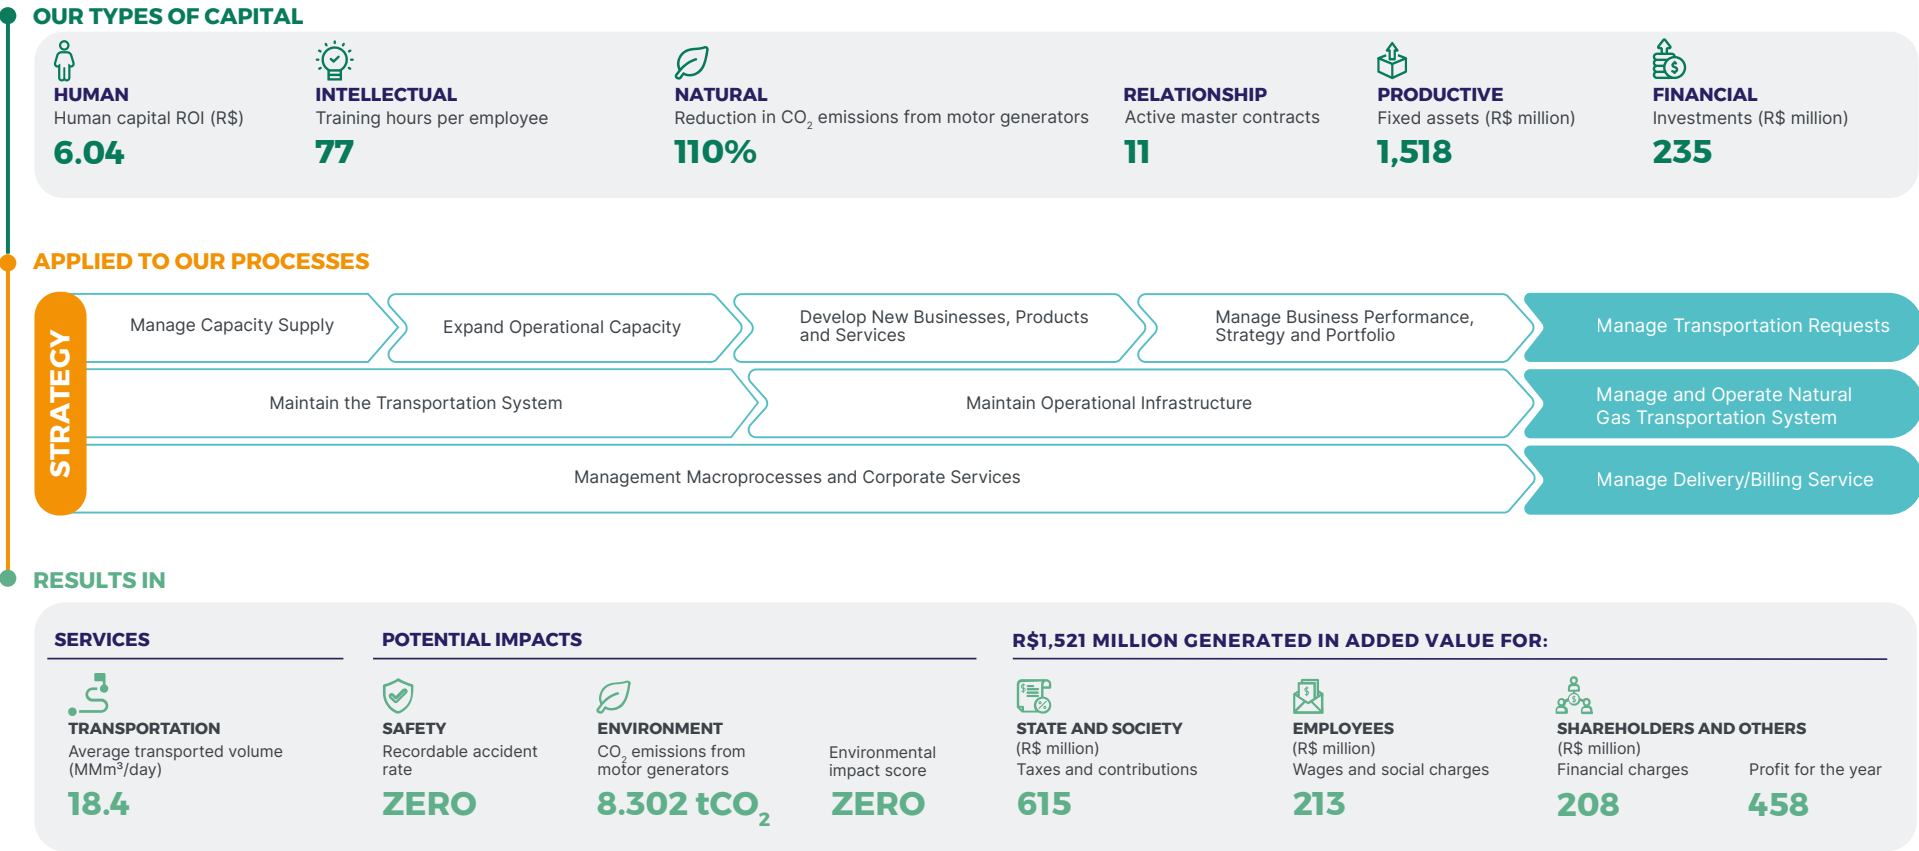 OUR TYPES OF CAPITAL
HUMAN
Human capital ROI (R$)
6.04
INTELLECTUAL
Training hours per employee
77
NATURAL
Reduction in CO₂ emissions from motor generators
110%
RELATIONSHIP
Active master contracts
11
PRODUCTIVE
Fixed assets (R$ million)
1,518
FINANCIAL
Investments (R$ million)
235
APPLIED TO OUR PROCESSES
STRATEGY
Manage Capacity Supply
Expand Operational Capacity
Develop New Businesses, Products
and Services
Manage Business Performance,
Strategy and Portfolio
Manage Transportation Requests
Maintain the Transportation System
Maintain Operational Infrastructure
Manage and Operate Natural
Gas Transportation System
Management Macroprocesses and Corporate Services
Manage Delivery/Billing Service
RESULTS IN
SERVICES
TRANSPORTATION
Average transported volume
(MMm³/day)
18.4
POTENTIAL IMPACTS
SAFETY
Recordable accident
rate
ZERO
ENVIRONMENT
CO₂ emissions from
motor generators
8.302 tCO₂
Environmental
impact score
ZERO
R$1,521 MILLION GENERATED IN ADDED VALUE FOR:
STATE AND SOCIETY
(R$ million)
Taxes and contributions
615
EMPLOYEES
(R$ million)
Wages and social charges
213
SHAREHOLDERS AND OTHERS
(R$ million)
Financial charges
208
Profit for the year
458